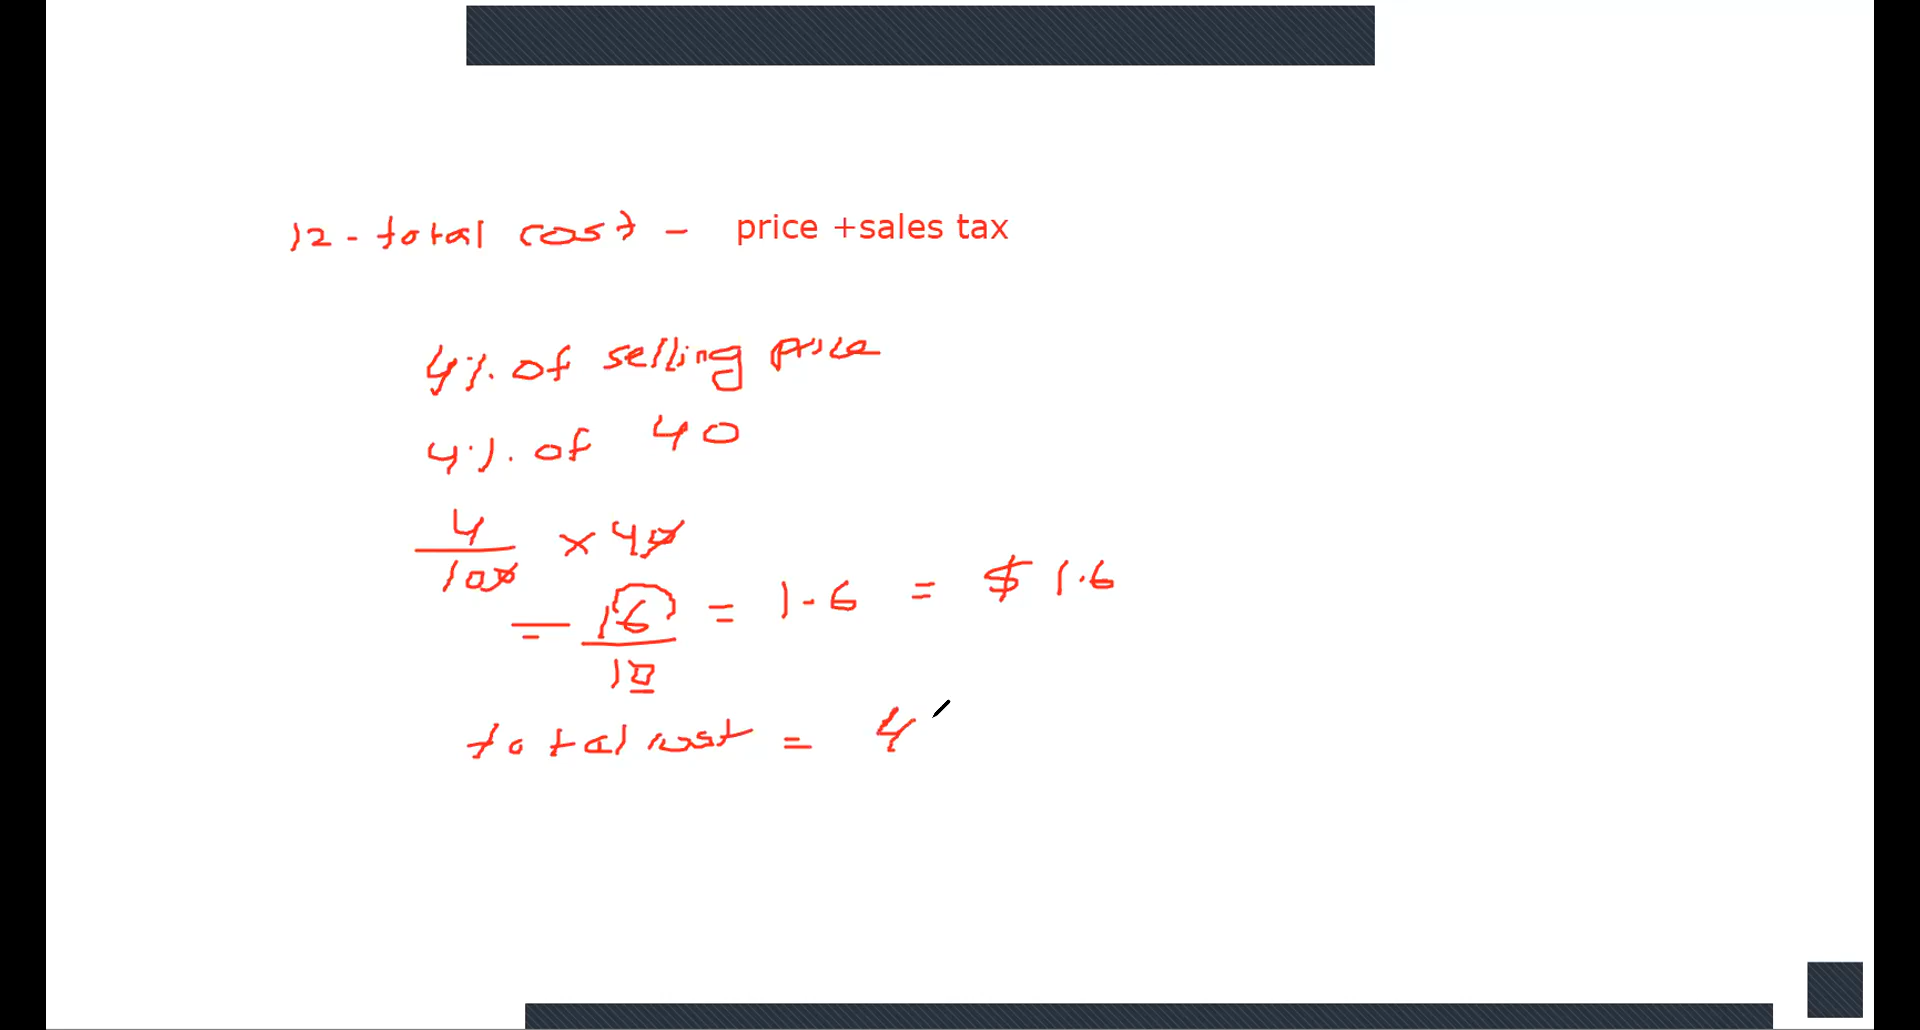 12 - total cost - price +sales tax
4% of selling price
4% of 40
4
100
× 40
= 16
10
= 1.6 = $ 1.6
total cost = 4